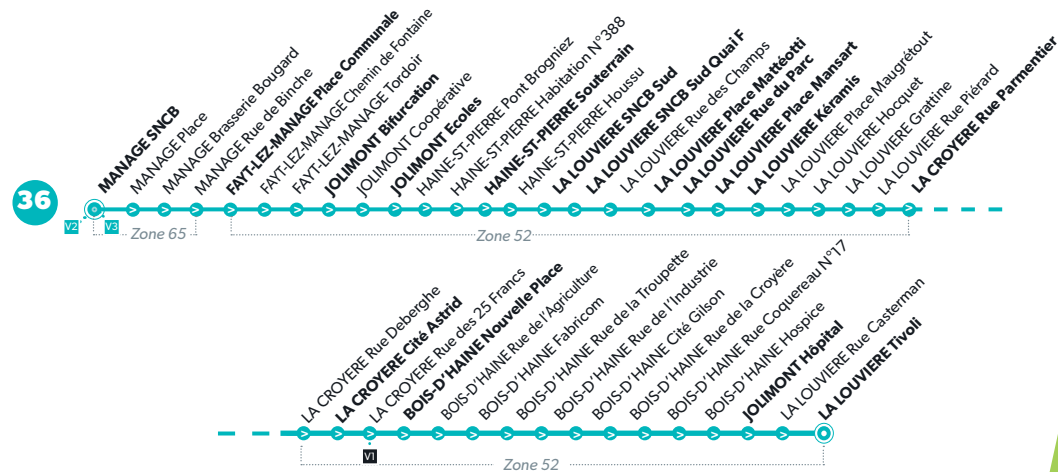 36
MANAGE SNCB
MANAGE Place
MANAGE Brasserie Bougard
MANAGE Rue de Binche
FAYT-LEZ-MANAGE Place Communale
FAYT-LEZ-MANAGE Chemin de Fontaine
FAYT-LEZ-MANAGE Tordoir
JOLIMONT Bifurcation
JOLIMONT Coopérative
JOLIMONT Ecoles
HAINE-ST-PIERRE Pont Brogniez
HAINE-ST-PIERRE Habitation N°388
HAINE-ST-PIERRE Souterrain
HAINE-ST-PIERRE Houssu
LA LOUVIERE SNCB Sud
LA LOUVIERE SNCB Sud Quai F
LA LOUVIERE Rue des Champs
LA LOUVIERE Place Mattéotti
LA LOUVIERE Rue du Parc
LA LOUVIERE Place Mansart
LA LOUVIERE Kéramis
LA LOUVIERE Place Maugrétout
LA LOUVIERE Hocquet
LA LOUVIERE Grattine
LA LOUVIERE Rue Piérard
LA CROYERE Rue Parmentier
V2
V3
Zone 65
Zone 52
LA CROYERE Rue Deberghe
LA CROYERE Cité Astrid
LA CROYERE Rue des 25 Francs
BOIS-D'HAINE Nouvelle Place
BOIS-D'HAINE Rue de l'Agriculture
BOIS-D'HAINE Fabricom
BOIS-D'HAINE Rue de la Troupette
BOIS-D'HAINE Rue de l'Industrie
BOIS-D'HAINE Cité Gilson
BOIS-D'HAINE Rue de la Croyère
BOIS-D'HAINE Rue Coquereau N°17
BOIS-D'HAINE Hospice
JOLIMONT Hôpital
LA LOUVIERE Rue Casterman
LA LOUVIERE Tivoli
V1
Zone 52